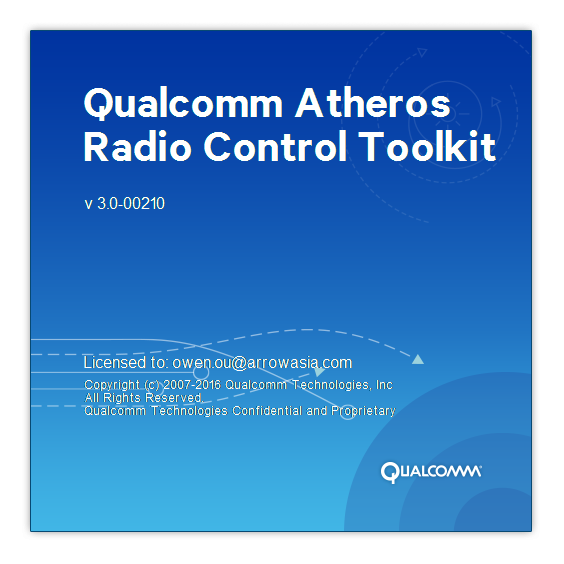 Qualcomm Atheros
Radio Control Toolkit
v 3.0-00210
Licensed to: owen.ou@arrowasia.com
Copyright (c) 2007-2016 Qualcomm Technologies, Inc
All Rights Reserved.
Qualcomm Technologies Confidential and Proprietary
QUALCOMM